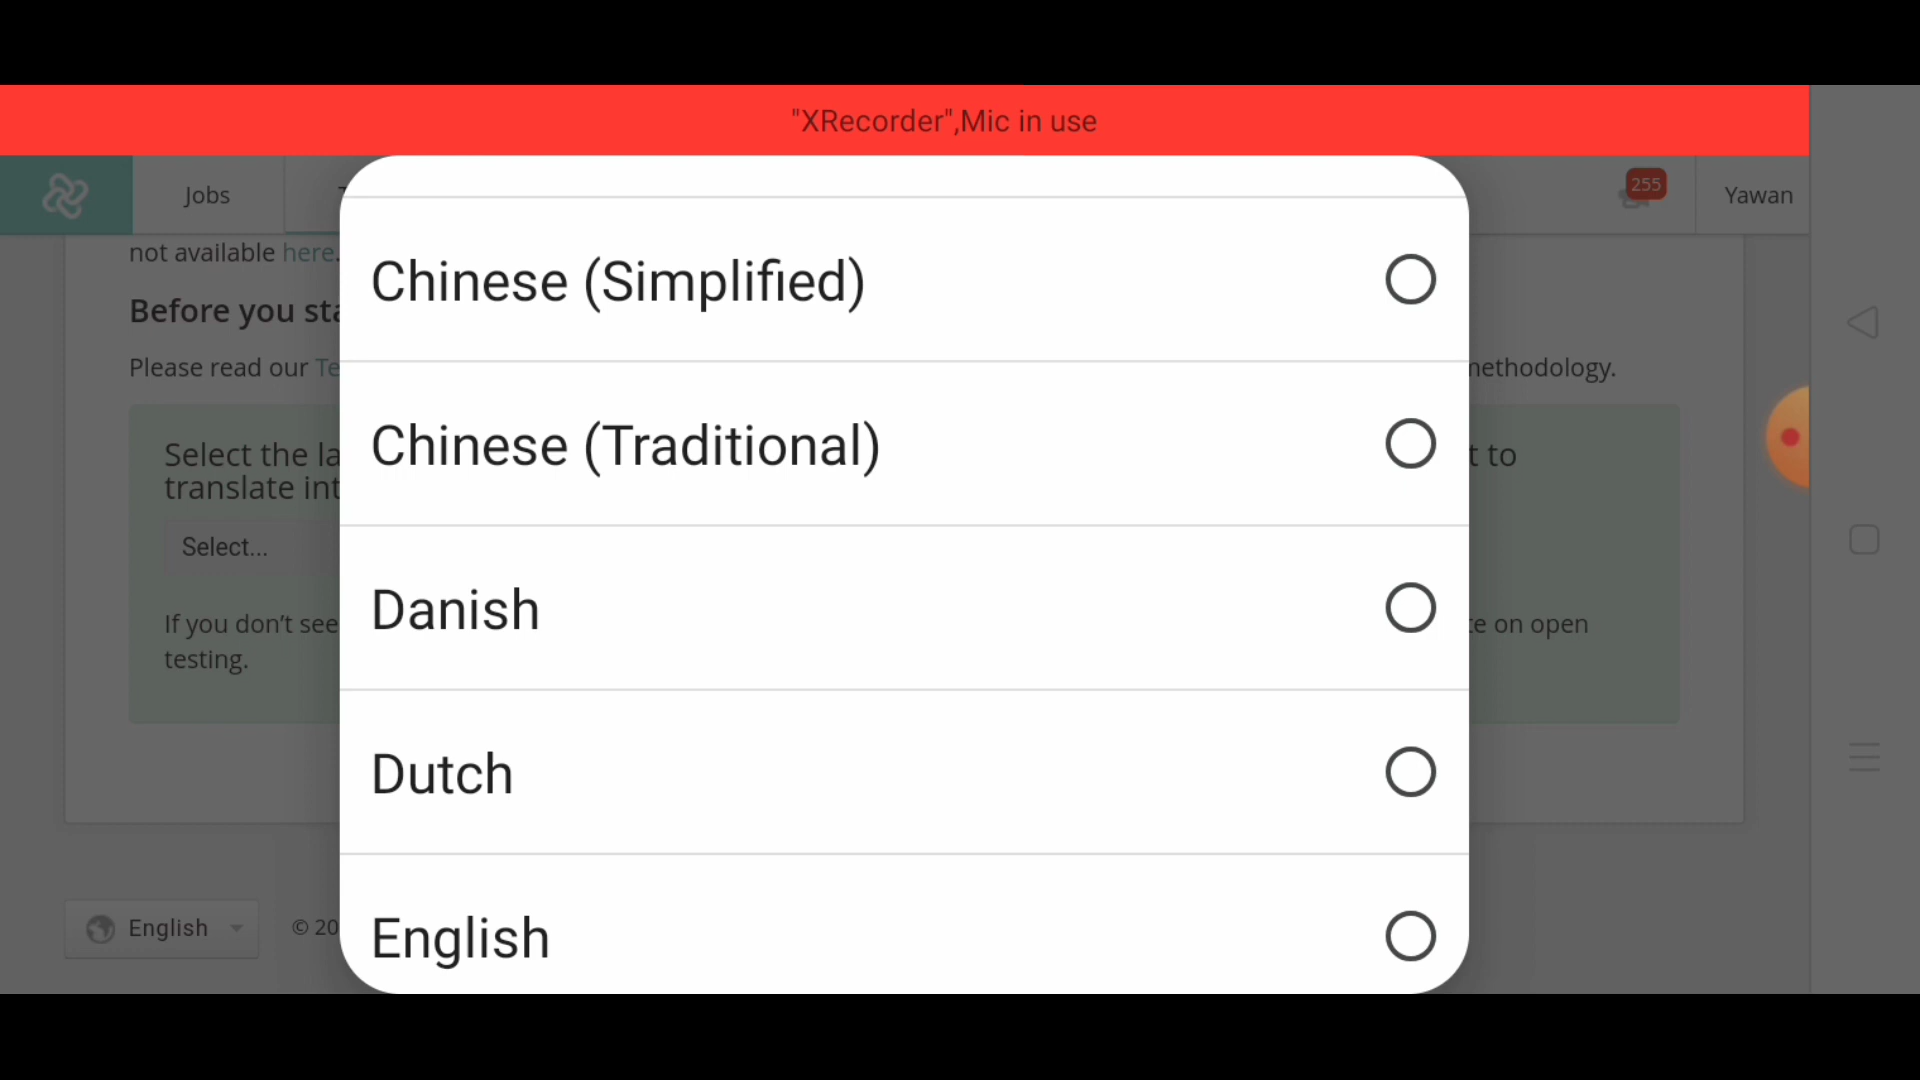 "XRecorder",Mic in use
Jobs
255
Yawan
not available here.
Before you sta
Please read our Te
methodology.
Select the la
t to
translate int
Select...
If you don't see
te on open
testing.
Chinese (Simplified)
Chinese (Traditional)
Danish
Dutch
English
English
© 20